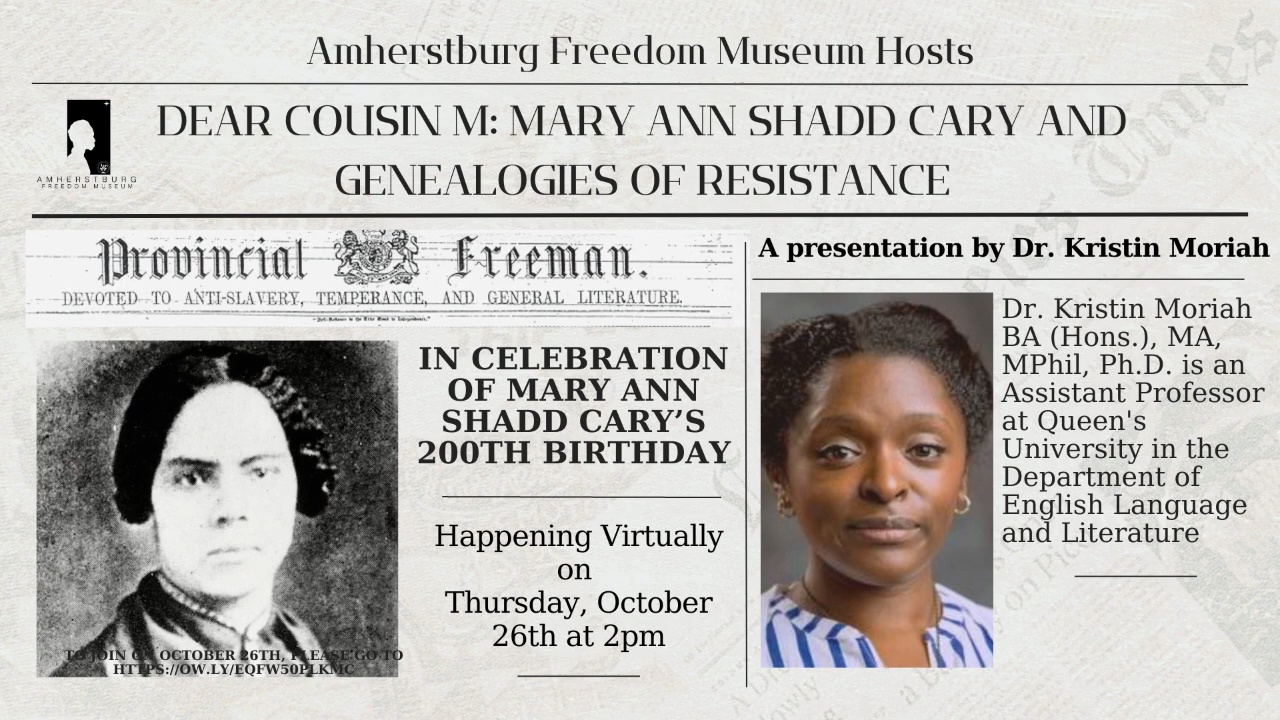 Amherstburg Freedom Museum Hosts
DEAR COUSIN M: MARY ANN SHADD CARY AND
GENEALOGIES OF RESISTANCE
AMHERSTBURG
FREEDOM MUSEUM
Provincial Freeman.
DEVOTED TO ANTI-SLAVERY, TEMPERANCE, AND GENERAL LITERATURE.
IN CELEBRATION
OF MARY ANN
SHADD CARY’S
200TH BIRTHDAY
Happening Virtually
on
Thursday, October
26th at 2pm
TO JOIN ON OCTOBER 26TH, PLEASE GO TO
HTTPS://OW.LY/EQFW50PLKMC
A presentation by Dr. Kristin Moriah
Dr. Kristin Moriah
BA (Hons.), MA,
MPhil, Ph.D. is an
Assistant Professor
at Queen's
University in the
Department of
English Language
and Literature